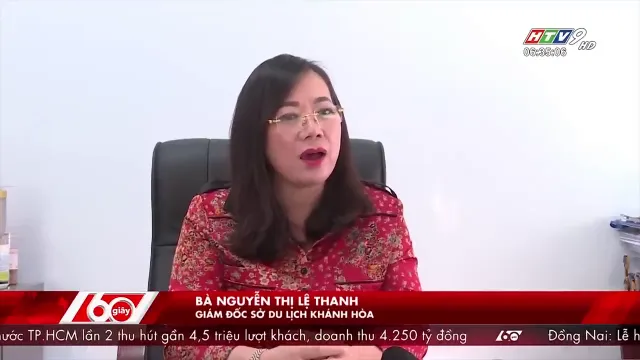 HTV9 HD
06:35:06
BÀ NGUYỄN THỊ LỆ THANH
60 giây
GIÁM ĐỐC SỞ DU LỊCH KHÁNH HÒA
nước TP.HCM lần 2 thu hút gần 4,5 triệu lượt khách, doanh thu 4.250 tỷ đồng 60 Đồng Nai: Lễ h